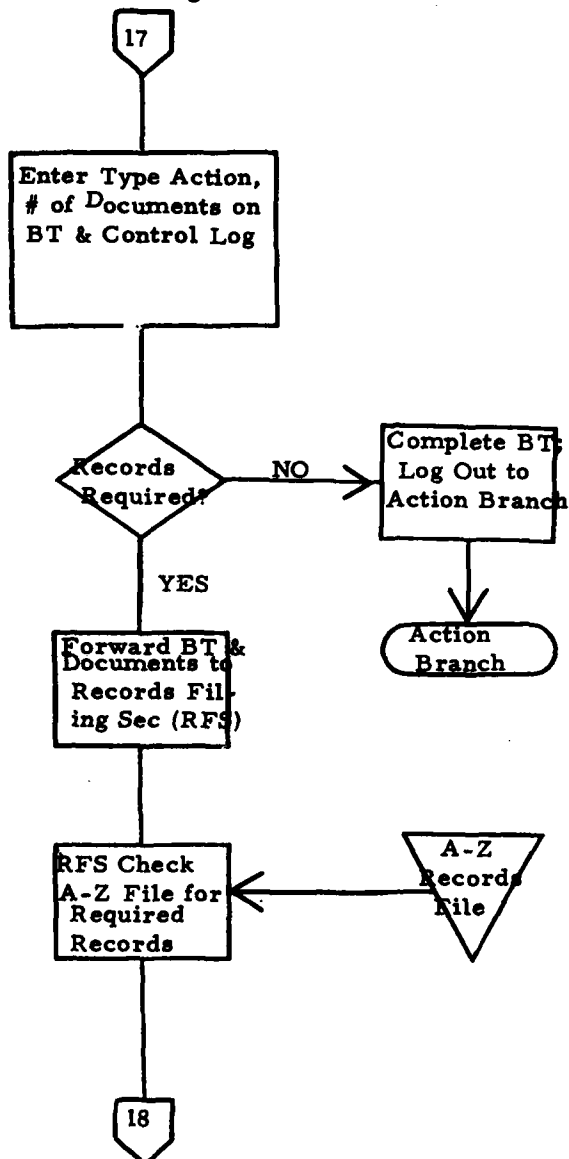 17
Enter Type Action,
# of Documents on
BT & Control Log
Records
Required?
NO
Complete BT;
Log Out to
Action Branch
YES
Action
Branch
Forward BT &
Documents to
Records Fil-
ing Sec (RFS)
RFS Check
A-Z File for
Required
Records
A-Z
Records
File
18